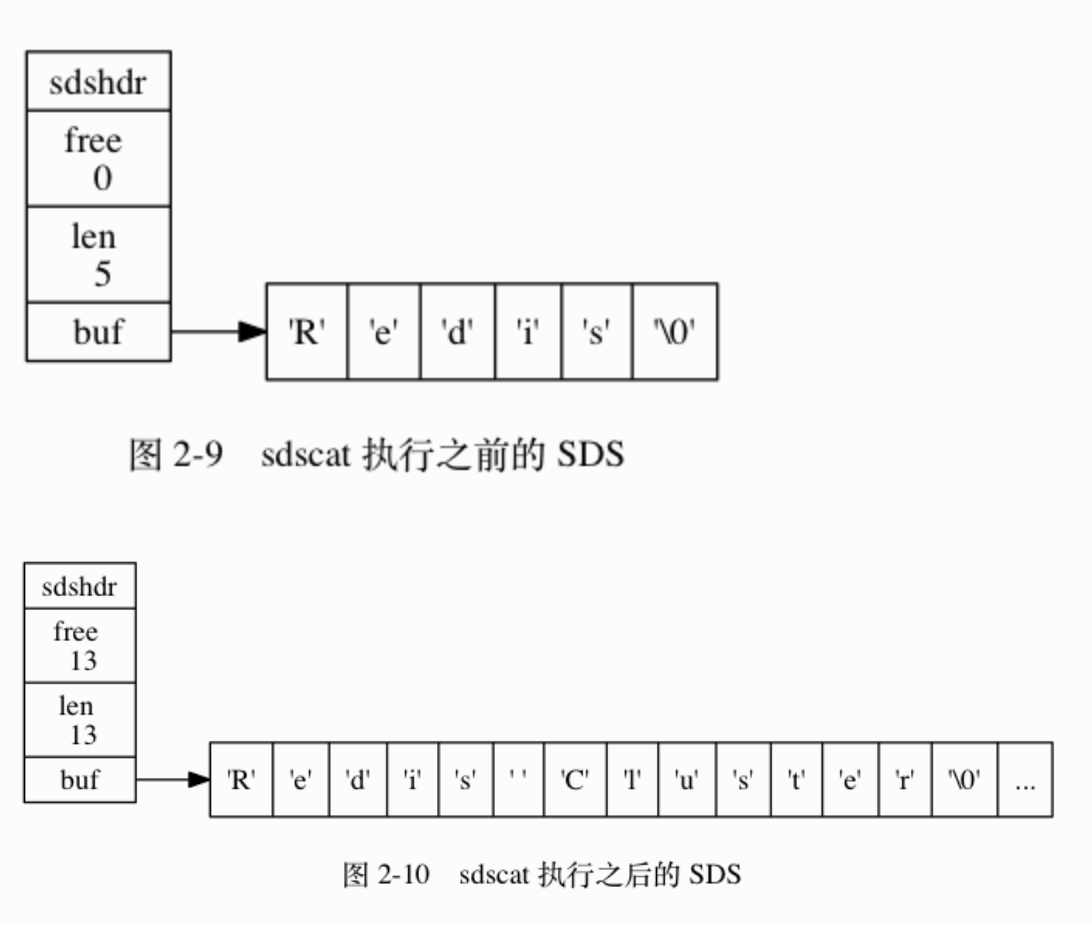 sdshdr
free
0
len
5
buf
'R' 'e' 'd' 'i' 's' '\0'
图 2-9 sdscat 执行之前的 SDS
sdshdr
free
13
len
13
buf
'R' 'e' 'd' 'i' 's' ' ' 'C' 'l' 'u' 's' 't' 'e' 'r' '\0' ...
图 2-10 sdscat 执行之后的 SDS